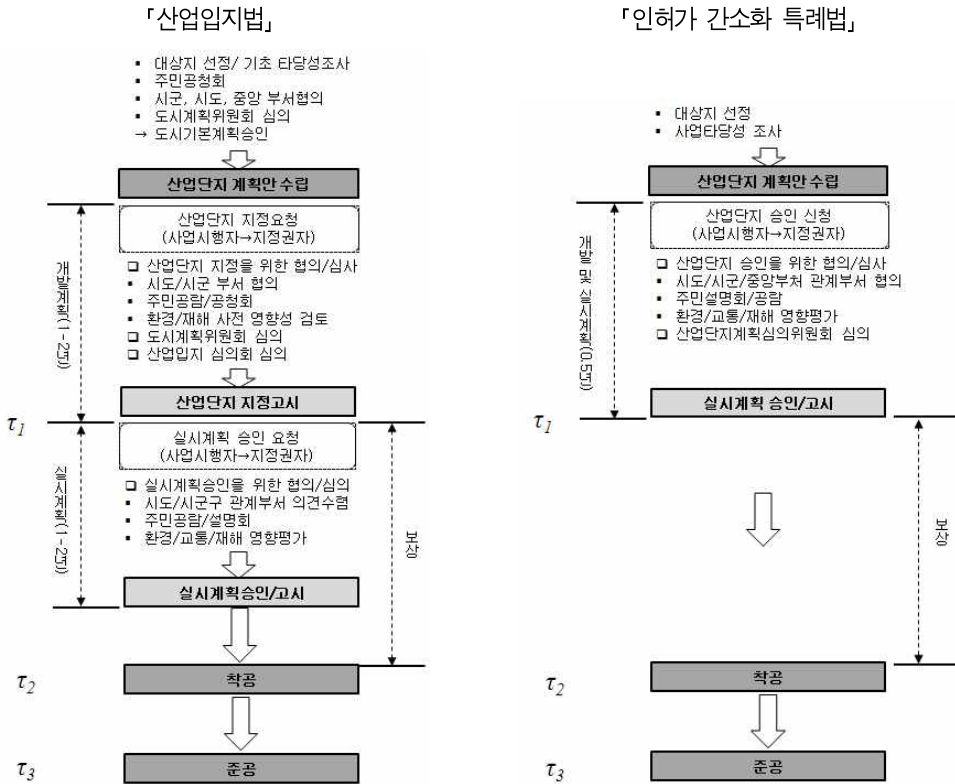 「산업입지법」
▪ 대상지 선정/ 기초 타당성조사
▪ 주민공청회
▪ 시군, 시도, 중앙 부서협의
▪ 도시계획위원회 심의
→ 도시기본계획승인
산업단지 계획안 수립
산업단지 지정요청
(사업시행자→지정권자)
❑ 산업단지 지정을 위한 협의/심사
▪ 시도/시군 부서 협의
▪ 주민공람/공청회
▪ 환경/재해 사전 영향성 검토
❑ 도시계획위원회 심의
❑ 산업입지 심의회 심의
개발계획(1-2년)
산업단지 지정고시
τ1
실시계획 승인 요청
(사업시행자→지정권자)
❑ 실시계획승인을 위한 협의/심의
▪ 시도/시군구 관계부서 의견수렴
▪ 주민공람/설명회
▪ 환경/교통/재해 영향평가
실시계획(1-2년)
보상
실시계획승인/고시
τ2
착공
τ3
준공
「인허가 간소화 특례법」
▪ 대상지 선정
▪ 사업타당성 조사
산업단지 계획안 수립
산업단지 승인 신청
(사업시행자→지정권자)
❑ 산업단지 승인을 위한 협의/심사
▪ 시도/시군/중앙부처 관계부서 협의
▪ 주민설명회/공람
▪ 환경/교통/재해 영향평가
❑ 산업단지계획심의위원회 심의
개발 및 실시계획(0.5년)
실시계획 승인/고시
τ1
보상
τ2
착공
τ3
준공